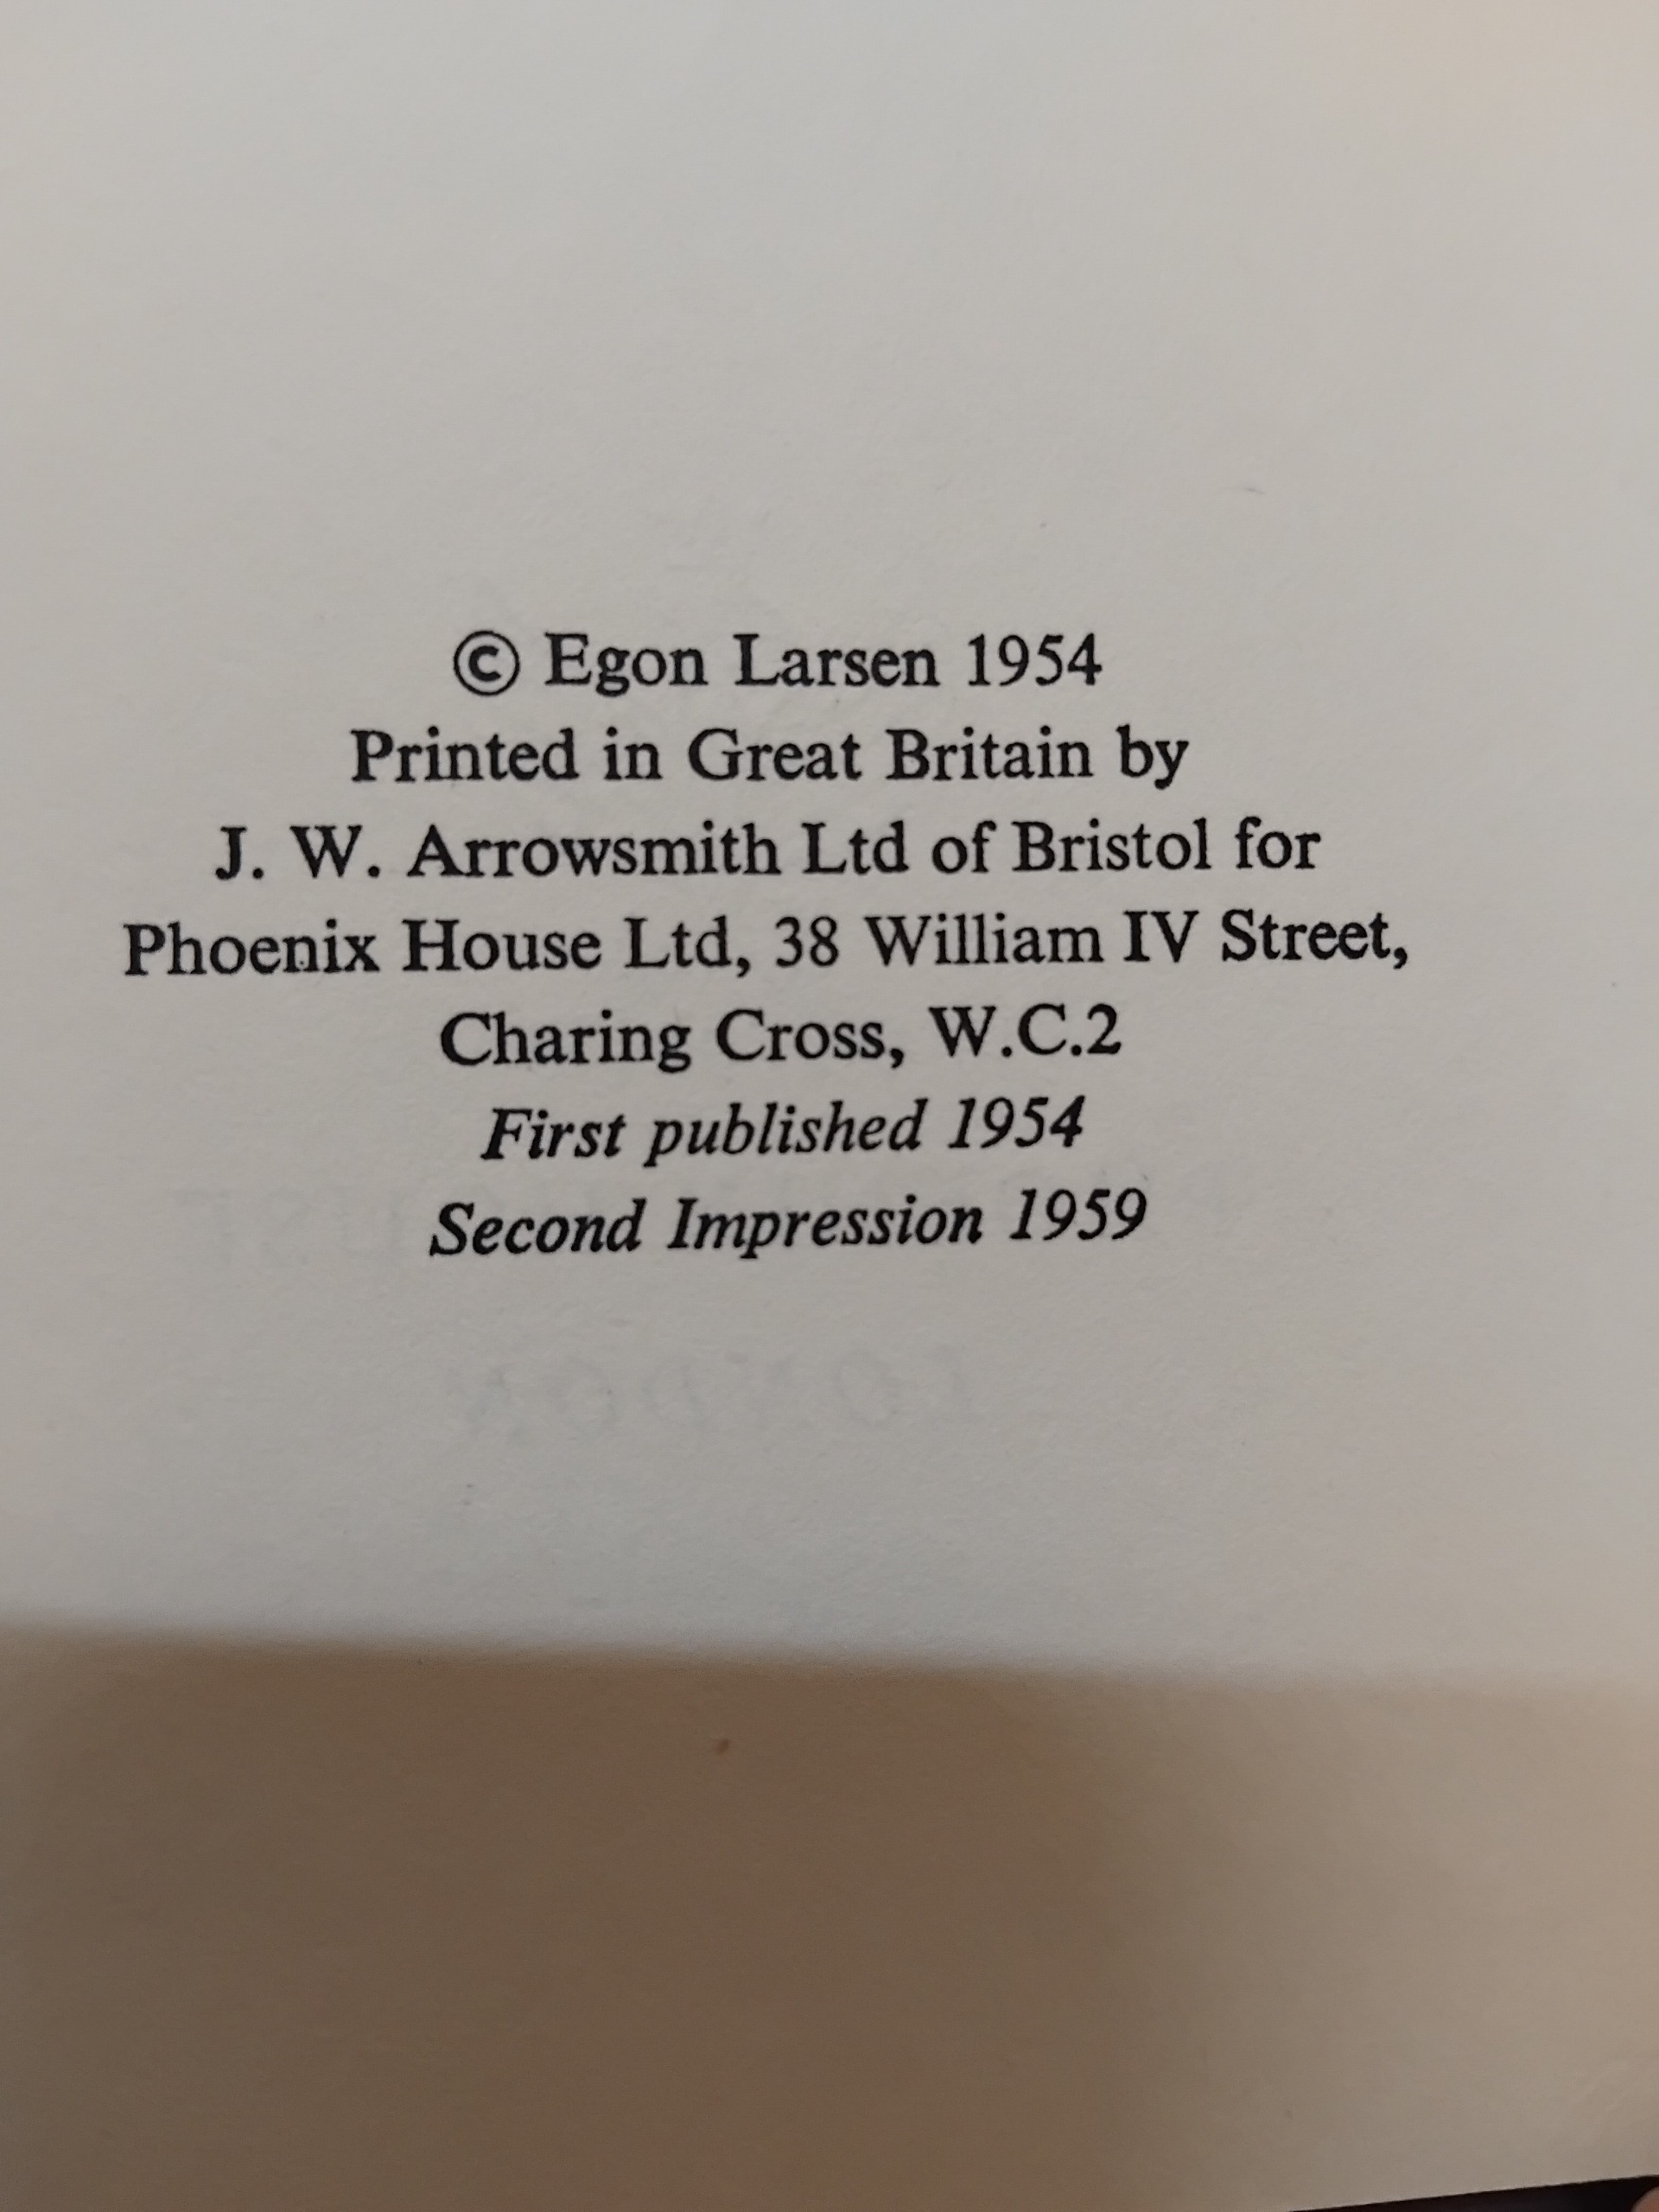 © Egon Larsen 1954
Printed in Great Britain by
J. W. Arrowsmith Ltd of Bristol for
Phoenix House Ltd, 38 William IV Street,
Charing Cross, W.C.2
First published 1954
Second Impression 1959
LONDON